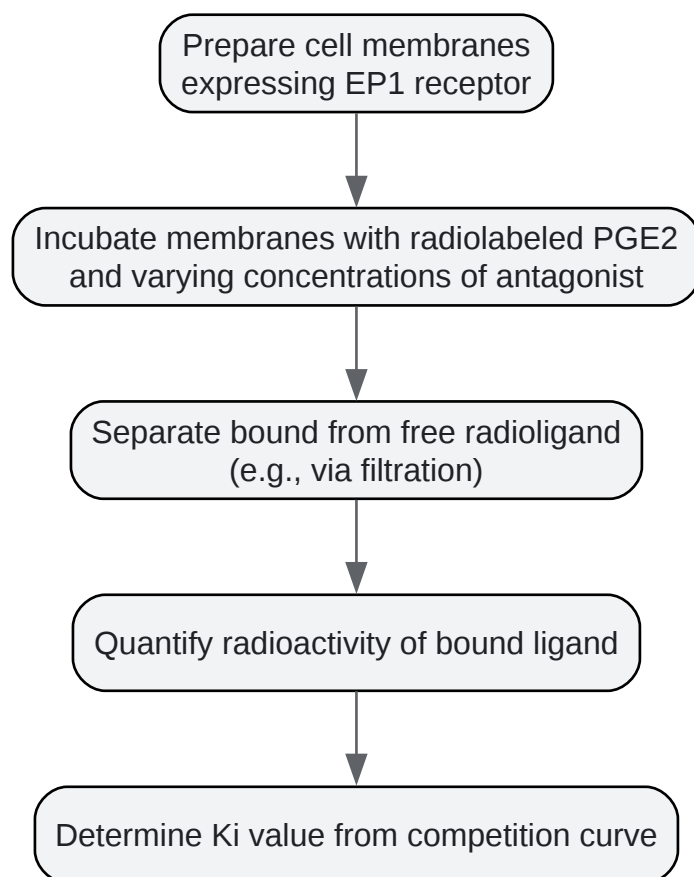 Prepare cell membranes
expressing EP1 receptor
Incubate membranes with radiolabeled PGE2
and varying concentrations of antagonist
Separate bound from free radioligand
(e.g., via filtration)
Quantify radioactivity of bound ligand
Determine Ki value from competition curve